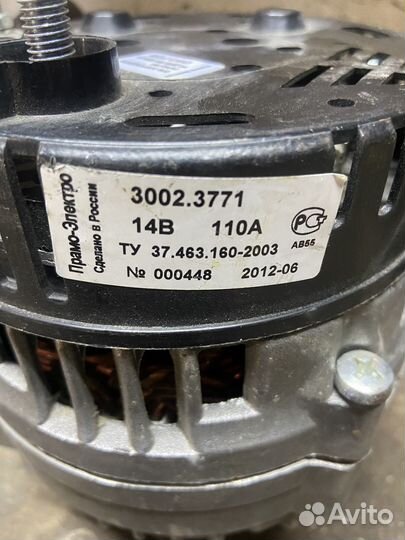 Прамо-Электро
Сделано в России
3002.3771
14В 110А
ТУ 37.463.160-2003
№ 000448 2012-06
РСТ
АВ55
Avito